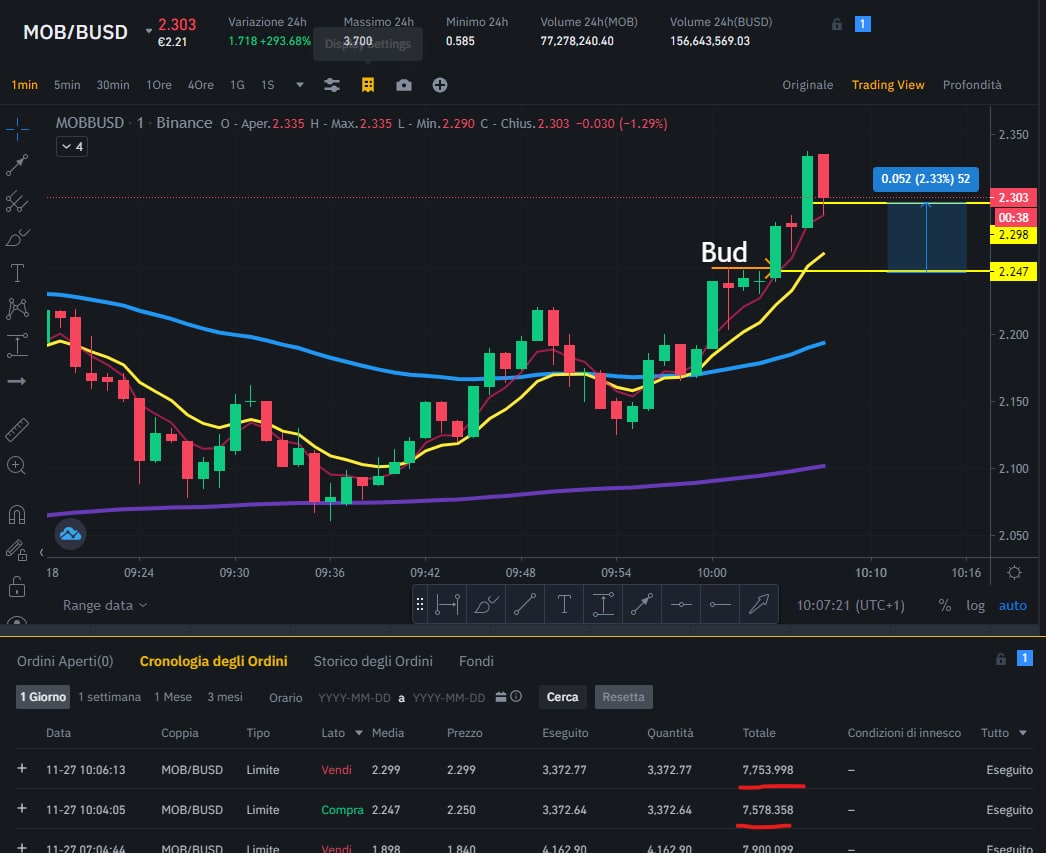 MOB/BUSD 2.303 €2.21
Variazione 24h 1.718 +293.68%
Massimo 24h 3.700
Display Settings
Minimo 24h 0.585
Volume 24h(MOB) 77,278,240.40
Volume 24h(BUSD) 156,643,569.03
1
1min 5min 30min 1Ore 4Ore 1G 1S Originale Trading View Profondità
MOBBUSD · 1 · Binance O - Aper.2.335 H - Max.2.335 L - Min.2.290 C - Chius.2.303 −0.030 (−1.29%)
4
2.350
0.052 (2.33%) 52
2.303
00:38
2.298
Bud
2.247
2.200
2.150
2.100
2.050
18 09:24 09:30 09:36 09:42 09:48 09:54 10:00 10:10 10:16
Range data 10:07:21 (UTC+1) % log auto
Ordini Aperti(0) Cronologia degli Ordini Storico degli Ordini Fondi 1
1 Giorno 1 settimana 1 Mese 3 mesi Orario YYYY-MM-DD a YYYY-MM-DD Cerca Resetta
Data Coppia Tipo Lato Media Prezzo Eseguito Quantità Totale Condizioni di innesco Tutto
+ 11-27 10:06:13 MOB/BUSD Limite Vendi 2.299 2.299 3,372.77 3,372.77 7,753.998 – Eseguito
+ 11-27 10:04:05 MOB/BUSD Limite Compra 2.247 2.250 3,372.64 3,372.64 7,578.358 – Eseguito
+ 11-27 07:04:44 MOB/BUSD Limite Vendi 1.898 1.840 4,162.90 4,162.90 7,900.099 – Eseguito